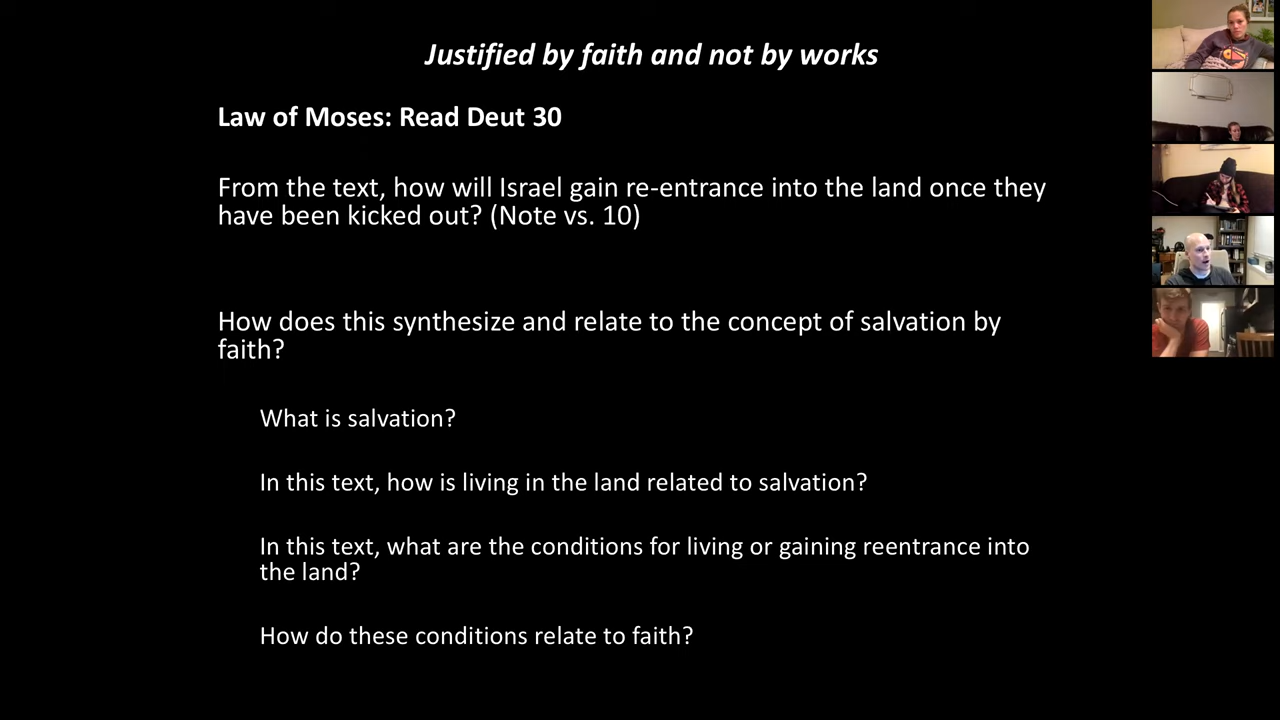 Justified by faith and not by works
Law of Moses: Read Deut 30
From the text, how will Israel gain re-entrance into the land once they
have been kicked out? (Note vs. 10)
How does this synthesize and relate to the concept of salvation by
faith?
What is salvation?
In this text, how is living in the land related to salvation?
In this text, what are the conditions for living or gaining reentrance into
the land?
How do these conditions relate to faith?